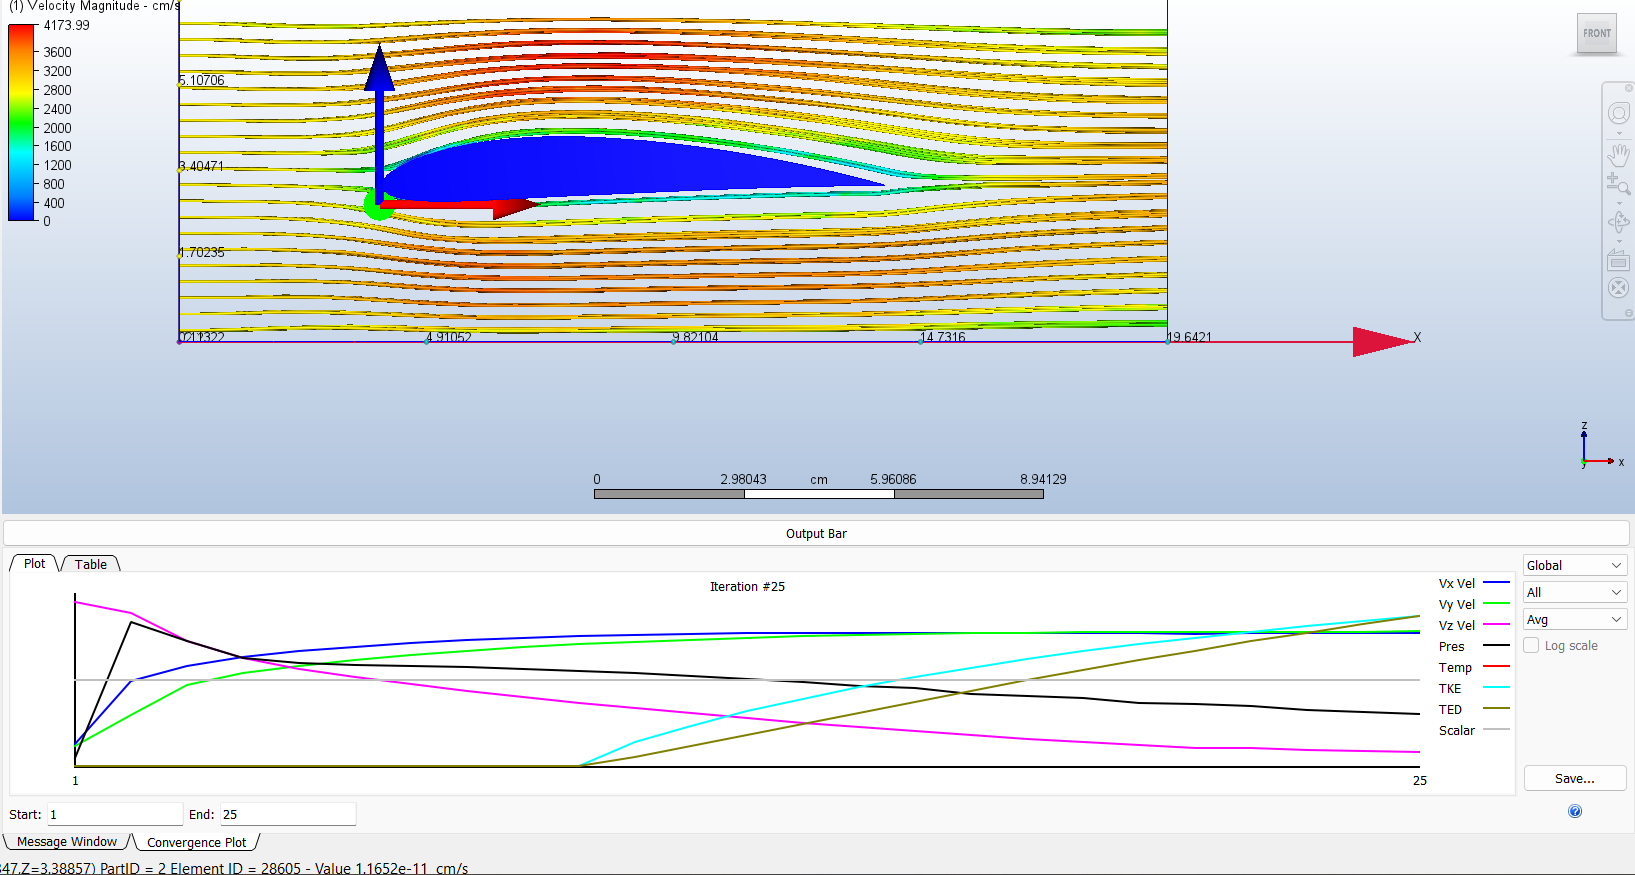 (1) Velocity Magnitude - cm/s
4173.99
3600
3200
2800
2400
2000
1600
1200
800
400
0
5.10706
3.40471
1.70235
4.91052
9.82104
14.7316
19.6421
X
FRONT
z
x
y
0
2.98043
cm
5.96086
8.94129
Output Bar
Plot
Table
Iteration #25
Vx Vel
Vy Vel
Vz Vel
Pres
Temp
TKE
TED
Scalar
1
25
Global
All
Avg
Log scale
Save...
Start: 1
End: 25
Message Window
Convergence Plot
347,Z=3.38857) PartID = 2 Element ID = 28605 - Value 1.1652e-11 cm/s